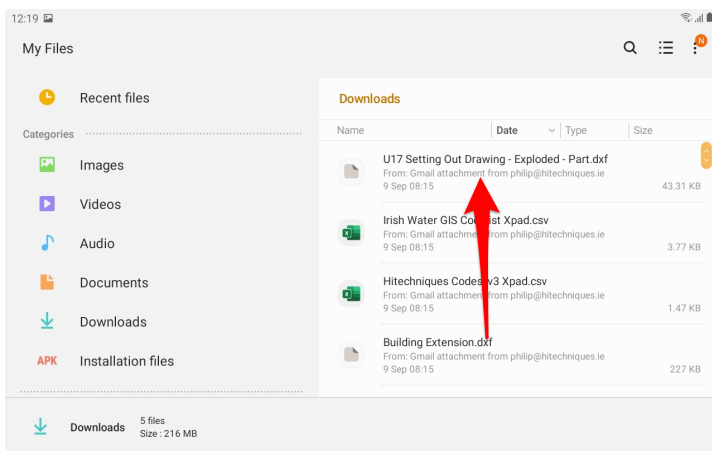 12:19
My Files
N
Recent files
Categories
Images
Videos
Audio
Documents
Downloads
APK Installation files
Downloads
Name Date Type Size
U17 Setting Out Drawing - Exploded - Part.dxf
From: Gmail attachment from philip@hitechniques.ie
9 Sep 08:15 43.31 KB
Irish Water GIS Co ist Xpad.csv
From: Gmail attachment from philip@hitechniques.ie
9 Sep 08:15 3.77 KB
Hitechniques Codes v3 Xpad.csv
From: Gmail attachment from philip@hitechniques.ie
9 Sep 08:15 1.47 KB
Building Extension.dxf
From: Gmail attachment from philip@hitechniques.ie
9 Sep 08:15 227 KB
Downloads
5 files
Size : 216 MB